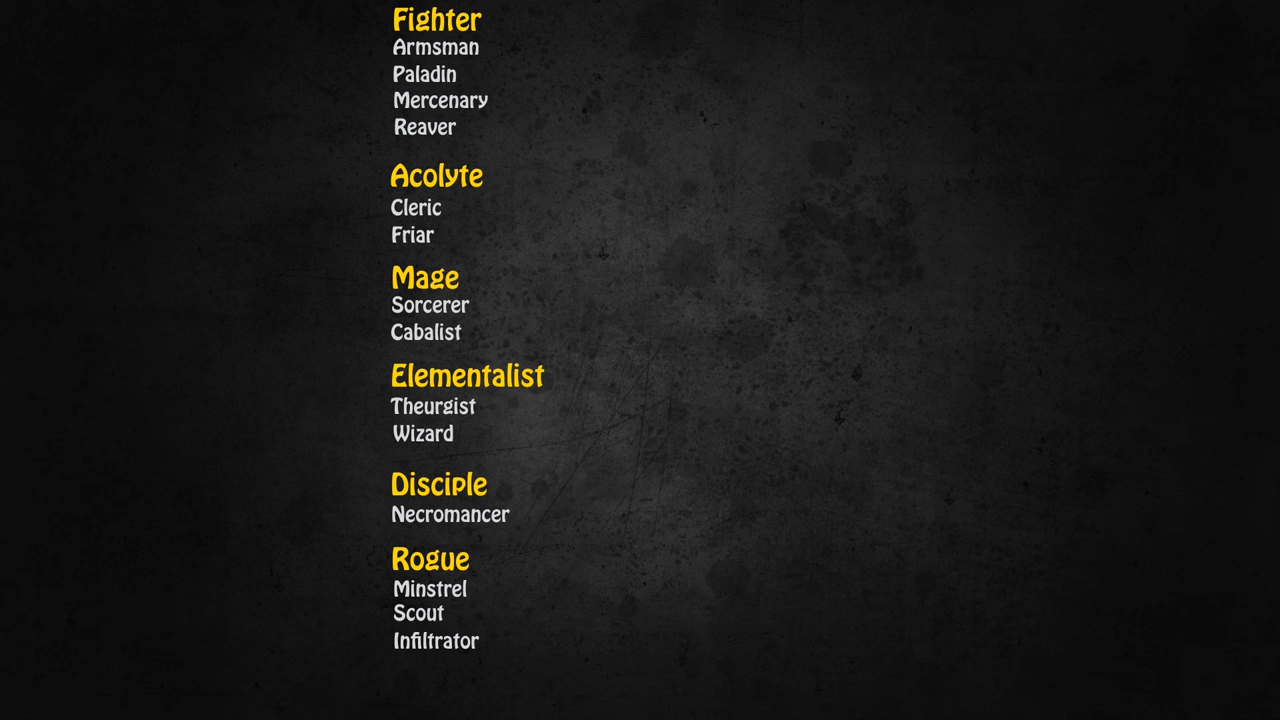 Fighter
Armsman
Paladin
Mercenary
Reaver
Acolyte
Cleric
Friar
Mage
Sorcerer
Cabalist
Elementalist
Theurgist
Wizard
Disciple
Necromancer
Rogue
Minstrel
Scout
Infiltrator